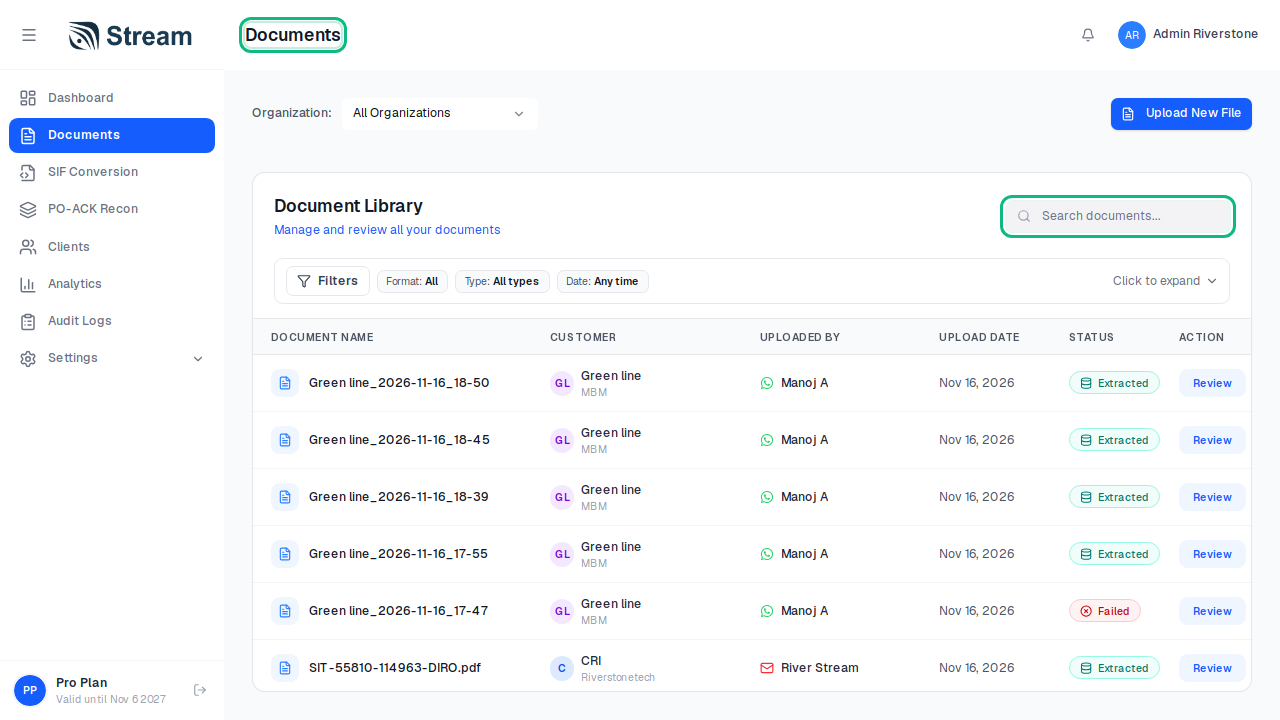 Stream
Documents
AR
Admin Riverstone
Dashboard
Documents
SIF Conversion
PO-ACK Recon
Clients
Analytics
Audit Logs
Settings
PP
Pro Plan
Valid until Nov 6 2027
Organization:
All Organizations
Upload New File
Document Library
Manage and review all your documents
Search documents...
Filters
Format: All
Type: All types
Date: Any time
Click to expand
DOCUMENT NAME CUSTOMER UPLOADED BY UPLOAD DATE STATUS ACTION
Green line_2026-11-16_18-50 GL Green line Manoj A Nov 16, 2026 Extracted Review
MBM
Green line_2026-11-16_18-45 GL Green line Manoj A Nov 16, 2026 Extracted Review
MBM
Green line_2026-11-16_18-39 GL Green line Manoj A Nov 16, 2026 Extracted Review
MBM
Green line_2026-11-16_17-55 GL Green line Manoj A Nov 16, 2026 Extracted Review
MBM
Green line_2026-11-16_17-47 GL Green line Manoj A Nov 16, 2026 Failed Review
MBM
SIT-55810-114963-DIRO.pdf C CRI River Stream Nov 16, 2026 Extracted Review
Riverstonetech